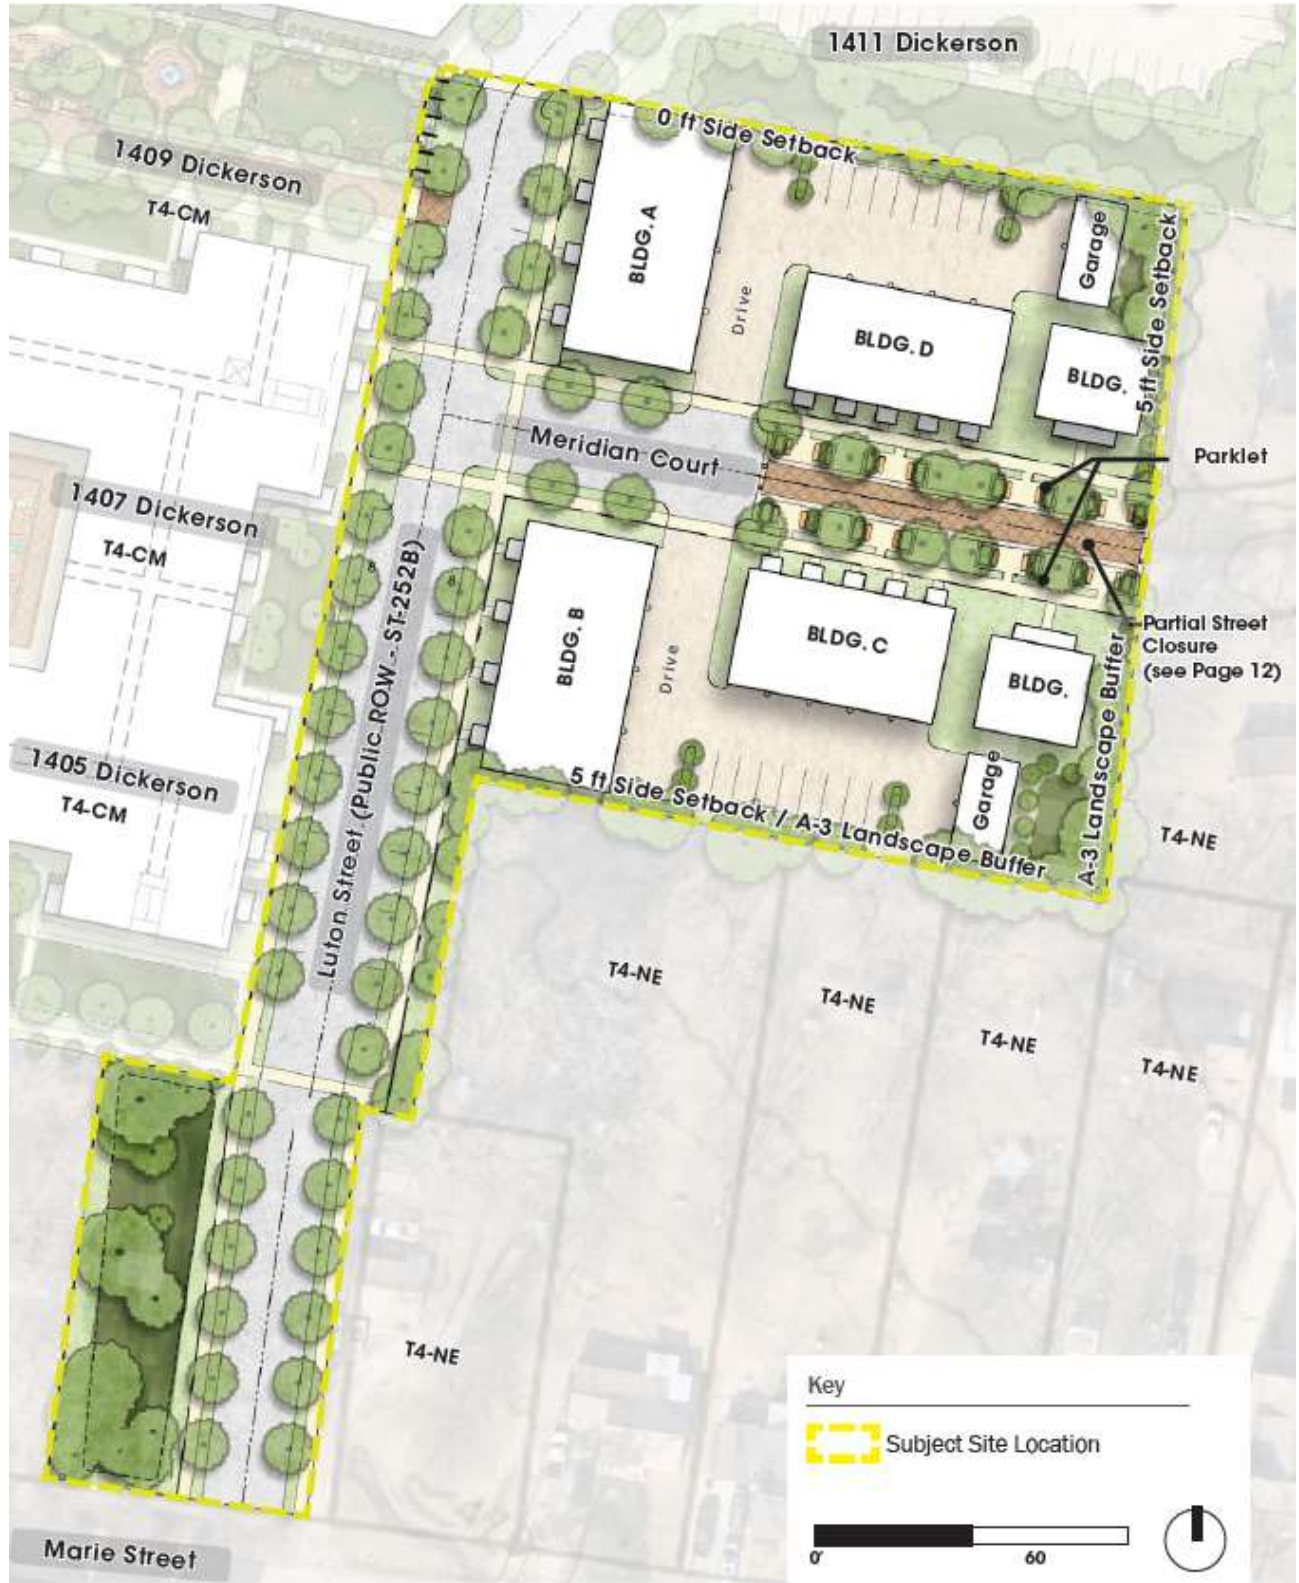 1411 Dickerson
0 ft Side Setback
1409 Dickerson
T4-CM
BLDG. A
Garage
5ft Side Setback
Drive
BLDG. D
BLDG.
Meridian Court
Parklet
1407 Dickerson
T4-CM
8
8
Luton Street (Public ROW - ST-252B)
BLDG. B
Drive
BLDG. C
BLDG.
Partial Street
Closure
(see Page 12)
A-3 Landscape Buffer
1405 Dickerson
T4-CM
5 ft Side Setback / A-3 Landscape Buffer
Garage
T4-NE
T4-NE
T4-NE
T4-NE
T4-NE
T4-NE
Key
Subject Site Location
0'
60
Marie Street